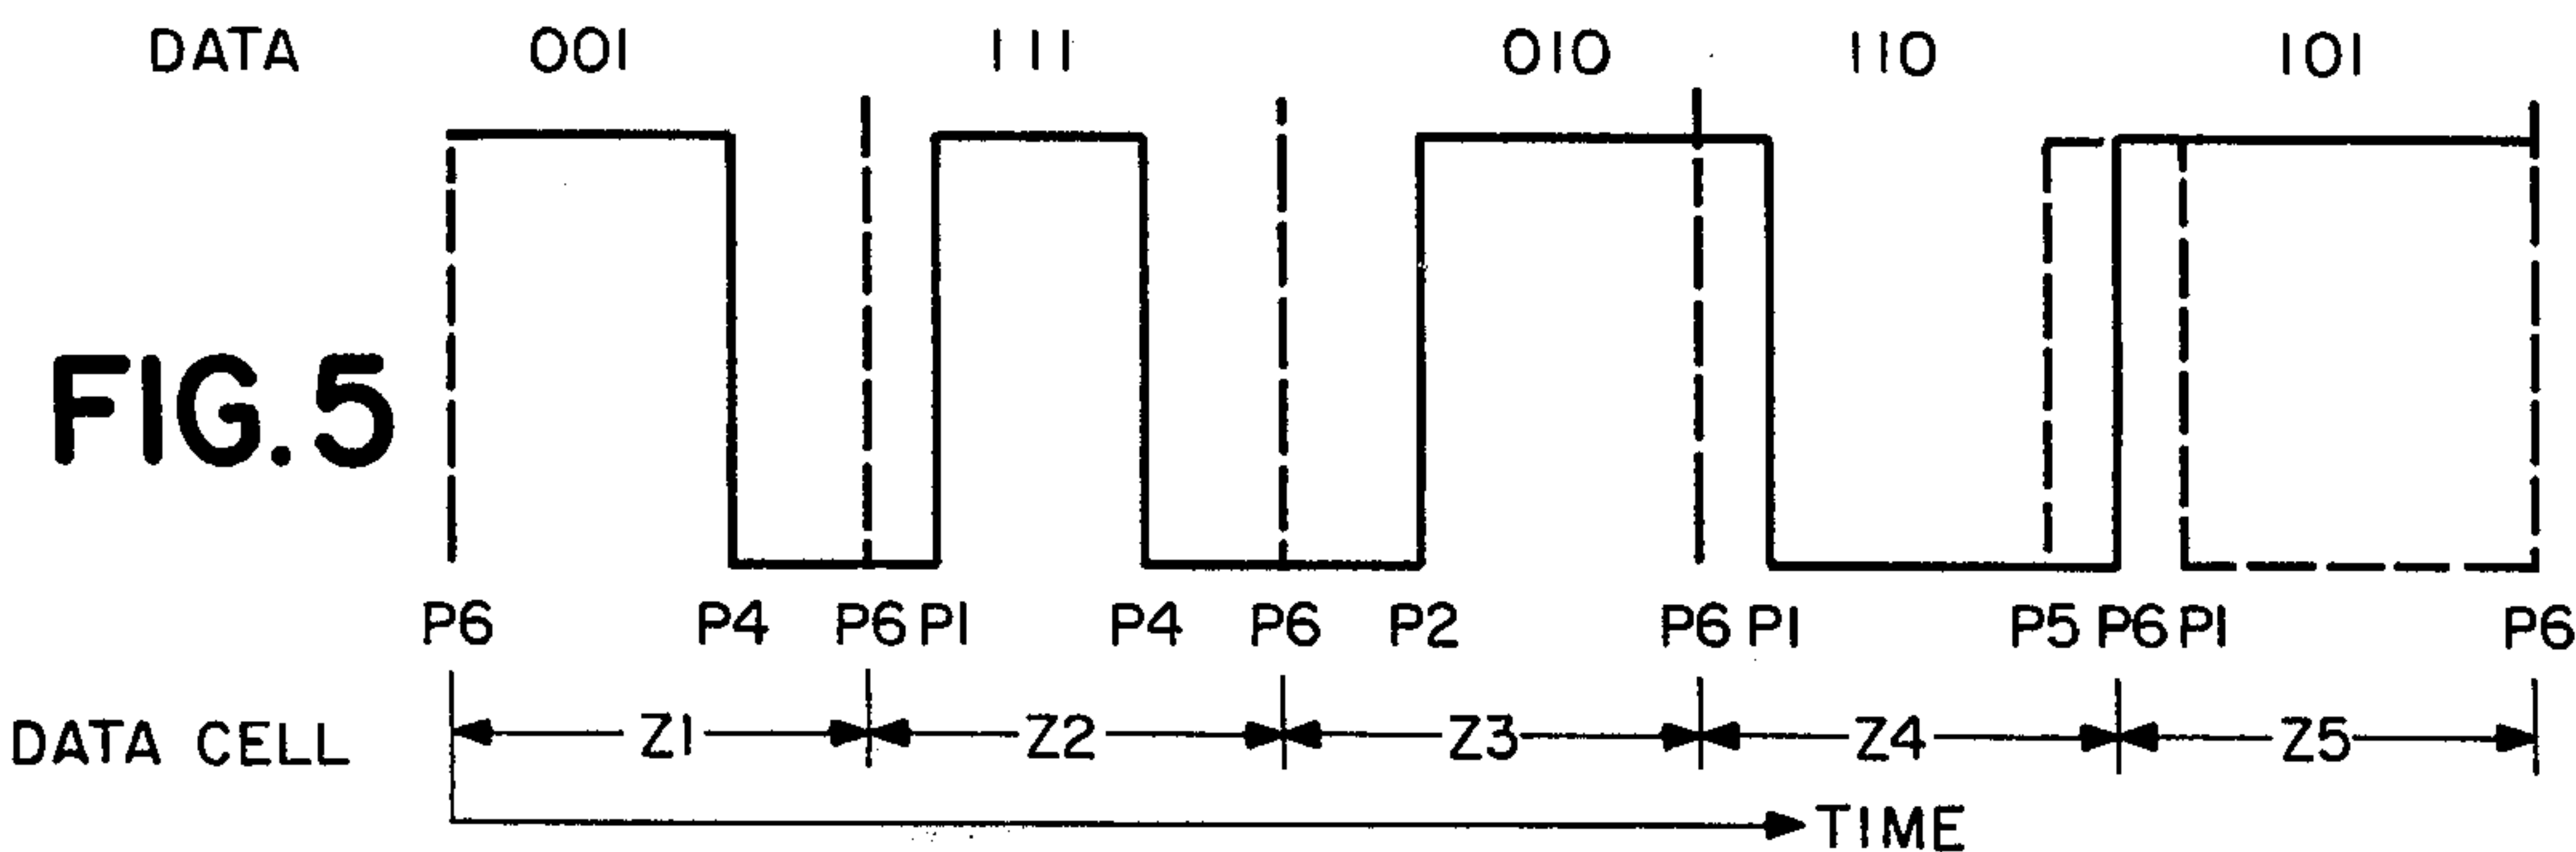 DATA 001 111 010 110 101
FIG.5
P6 P4 P6 P1 P4 P6 P2 P6 P1 P5 P6 P1 P6
DATA CELL Z1 Z2 Z3 Z4 Z5
TIME